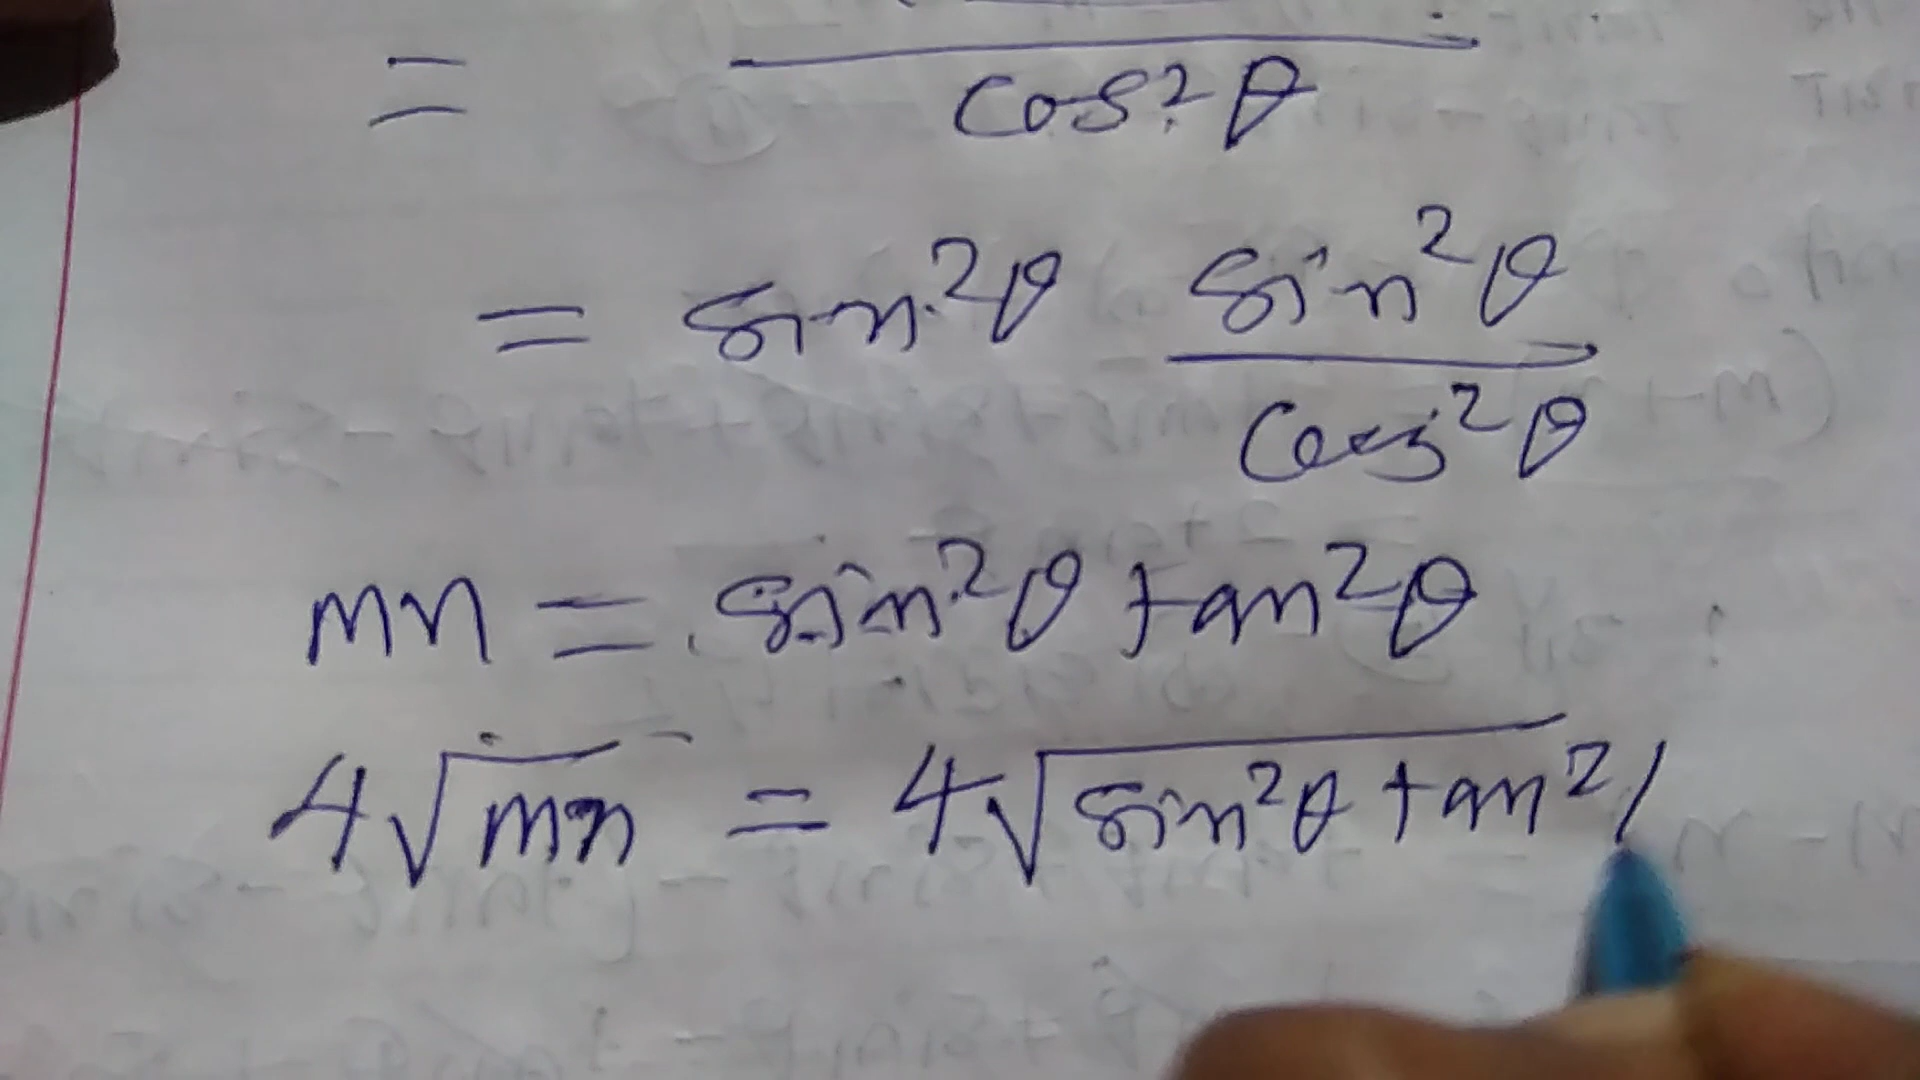 = ―――
cos²θ
= sin²θ sin²θ / cos²θ
mn = sin²θ tan²θ
4√mn = 4√sin²θ tan²